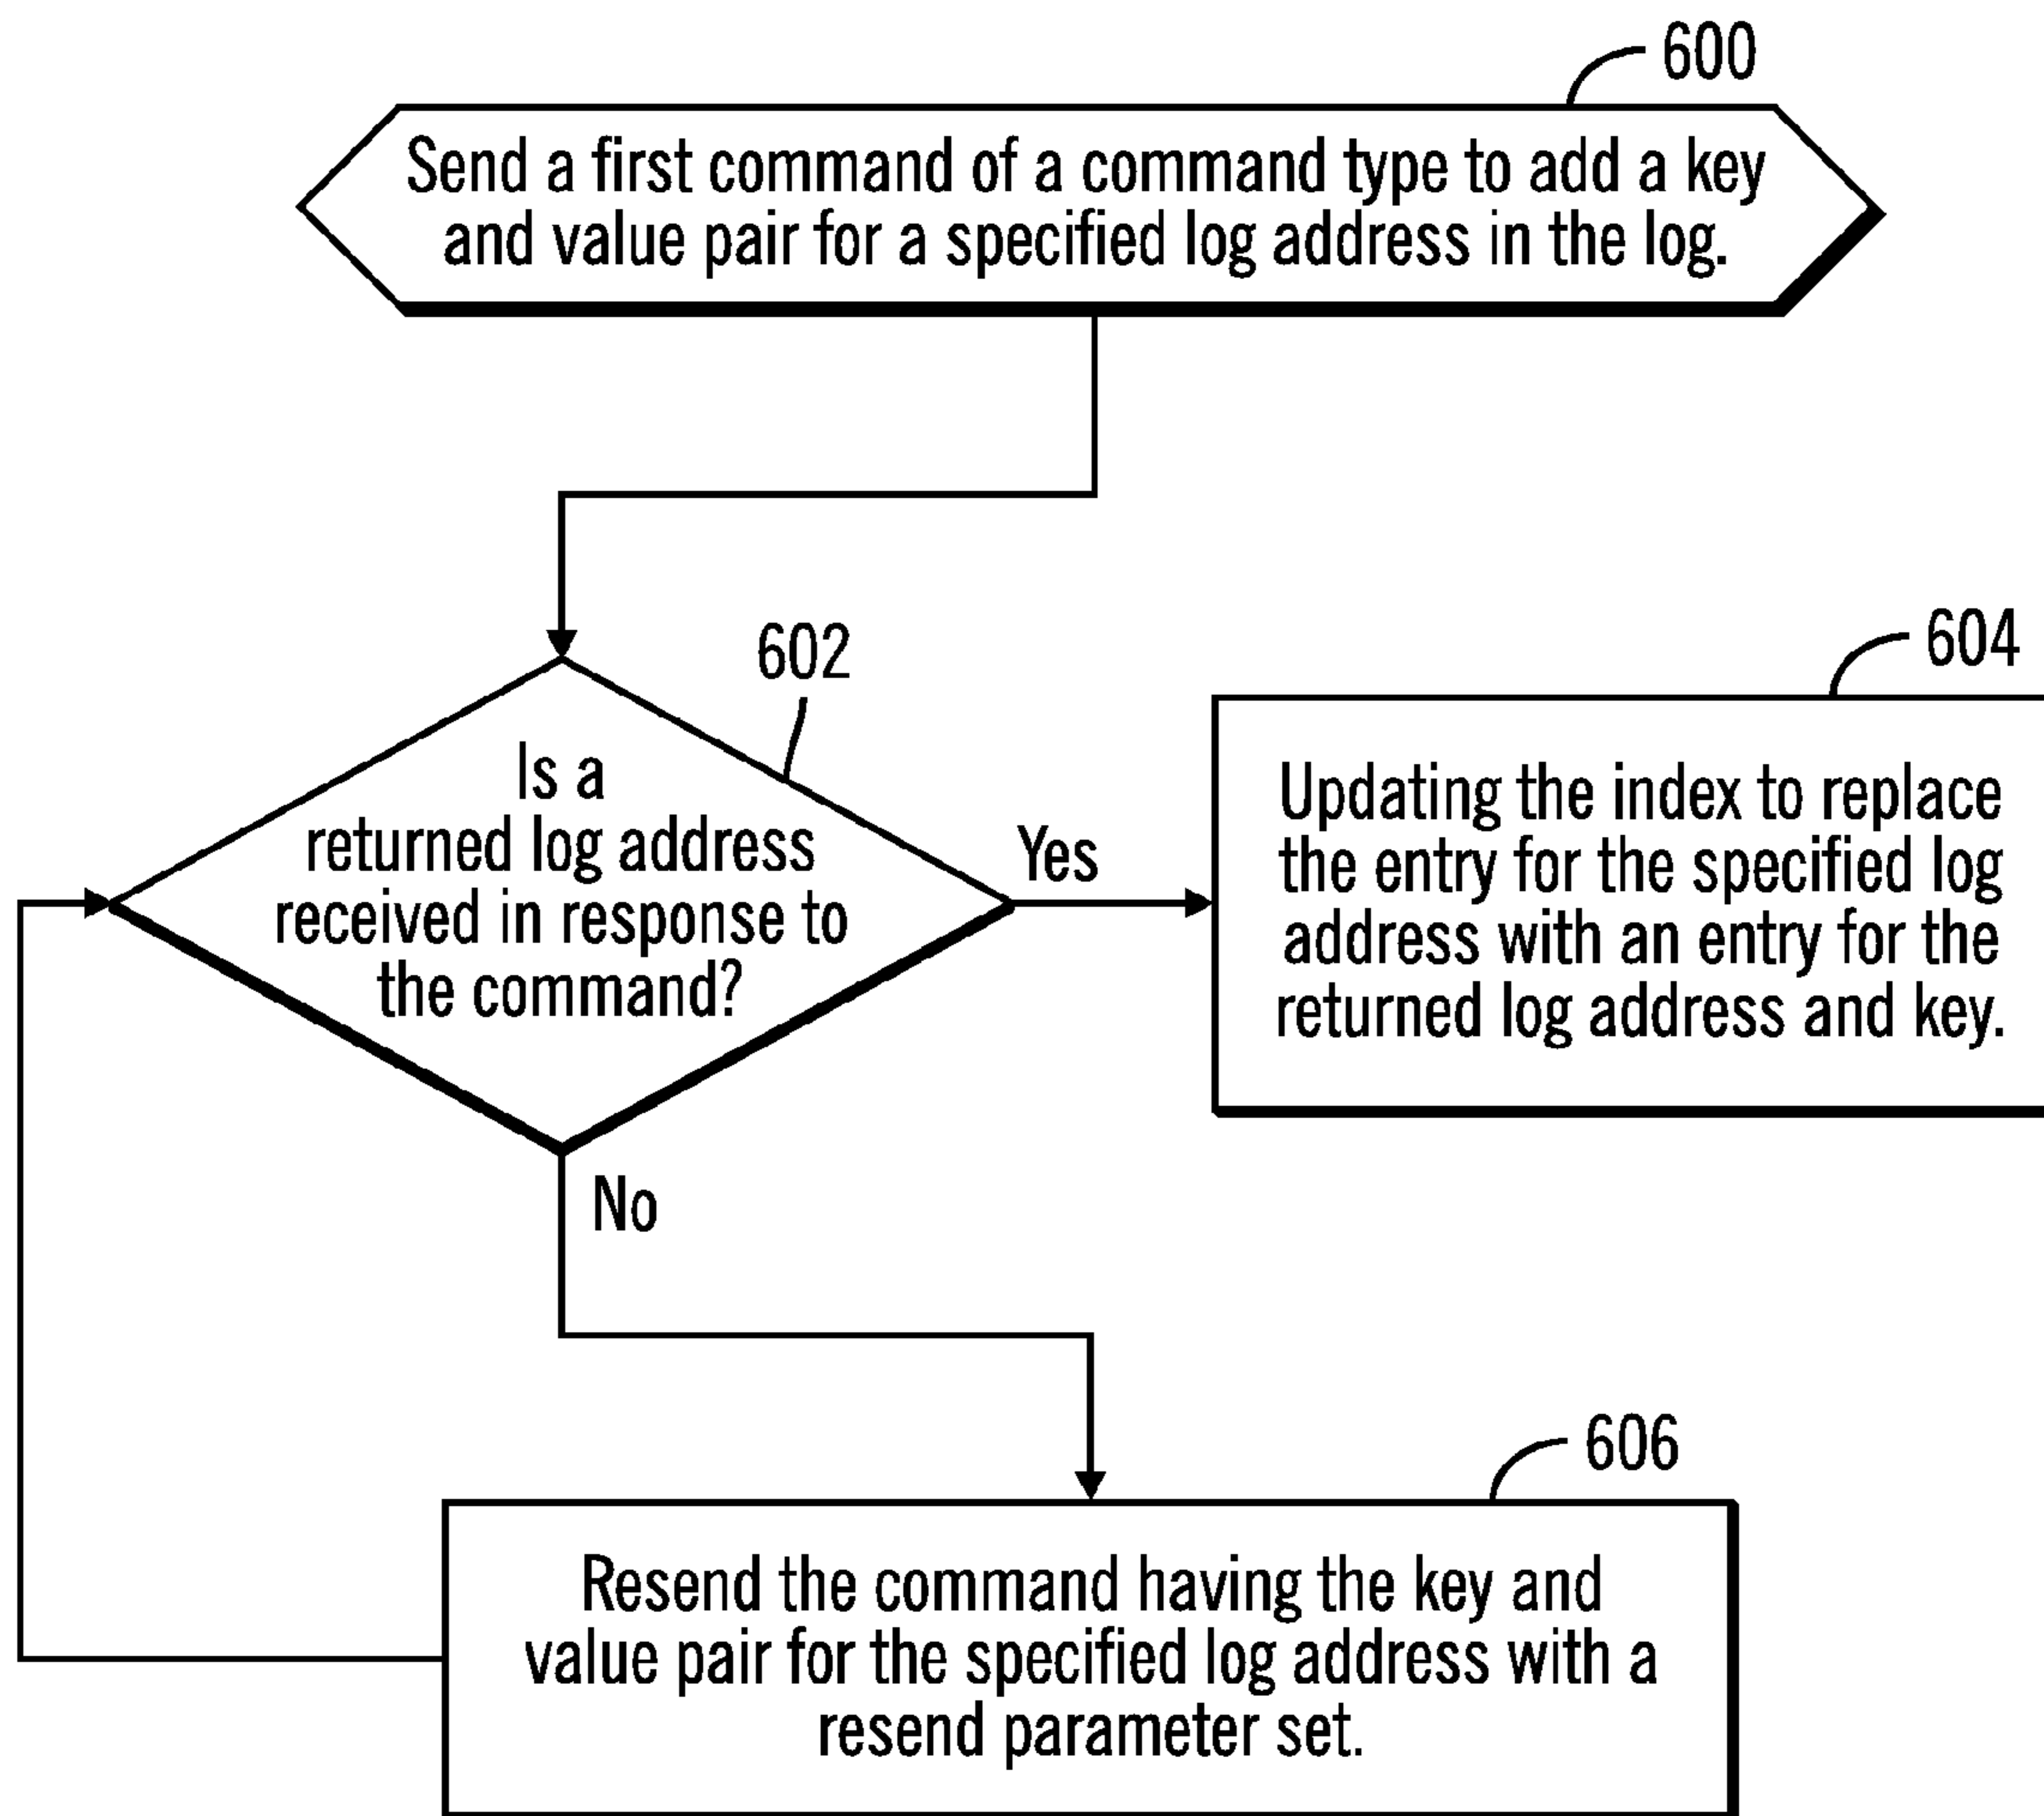 600
Send a first command of a command type to add a key
and value pair for a specified log address in the log.
602
Is a
returned log address
received in response to
the command?
Yes
604
Updating the index to replace
the entry for the specified log
address with an entry for the
returned log address and key.
No
606
Resend the command having the key and
value pair for the specified log address with a
resend parameter set.